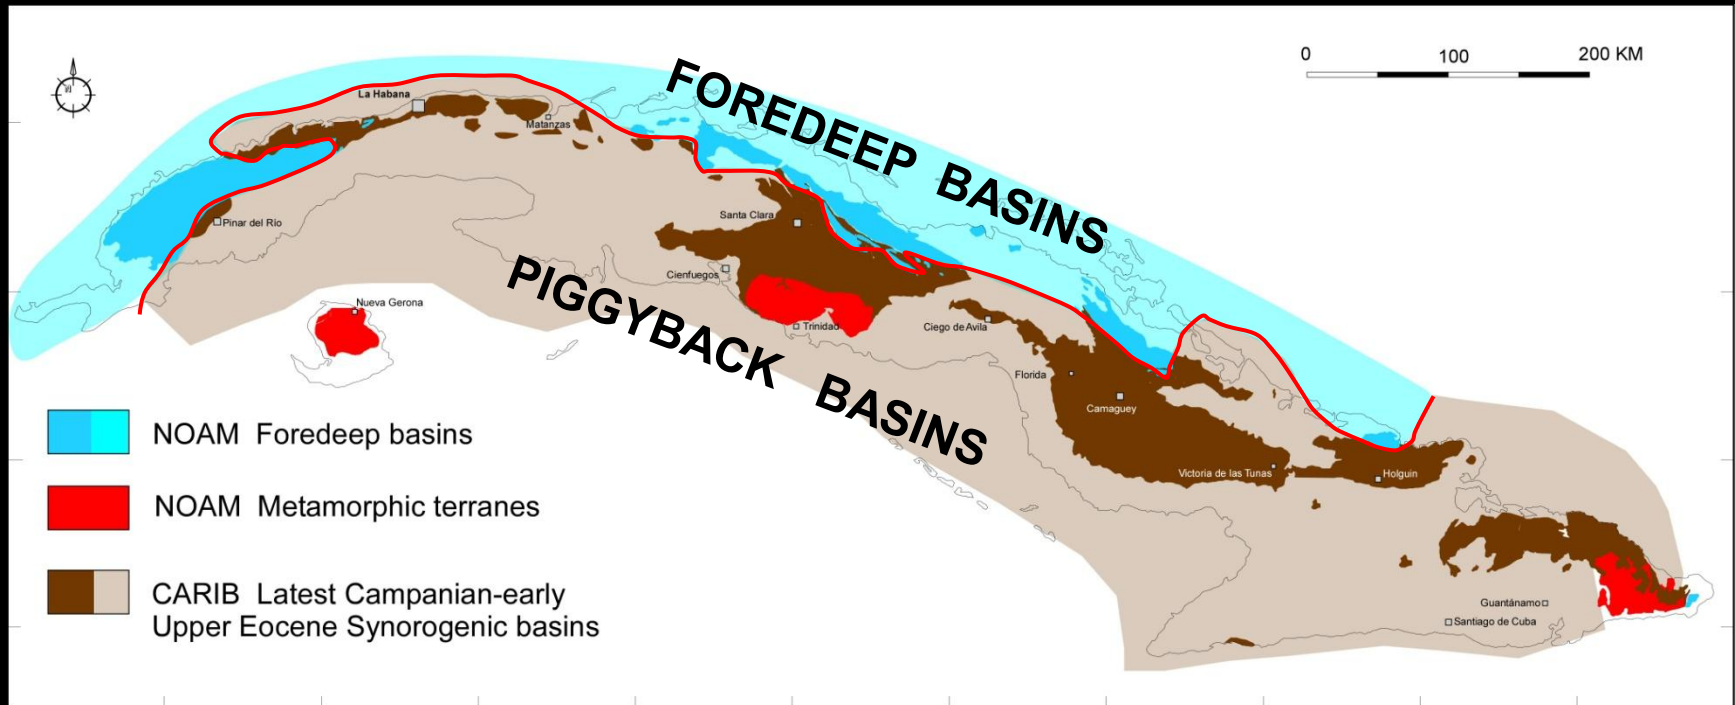 0 100 200 KM
FOREDEEP BASINS
La Habana
Matanzas
Pinar del Rio
Santa Clara
Cienfuegos
PIGGYBACK BASINS
Nueva Gerona
Trinidad
Ciego de Avila
Florida
Camaguey
Victoria de las Tunas
Holguin
Guantánamo
Santiago de Cuba
NOAM Foredeep basins
NOAM Metamorphic terranes
CARIB Latest Campanian-early
Upper Eocene Synorogenic basins